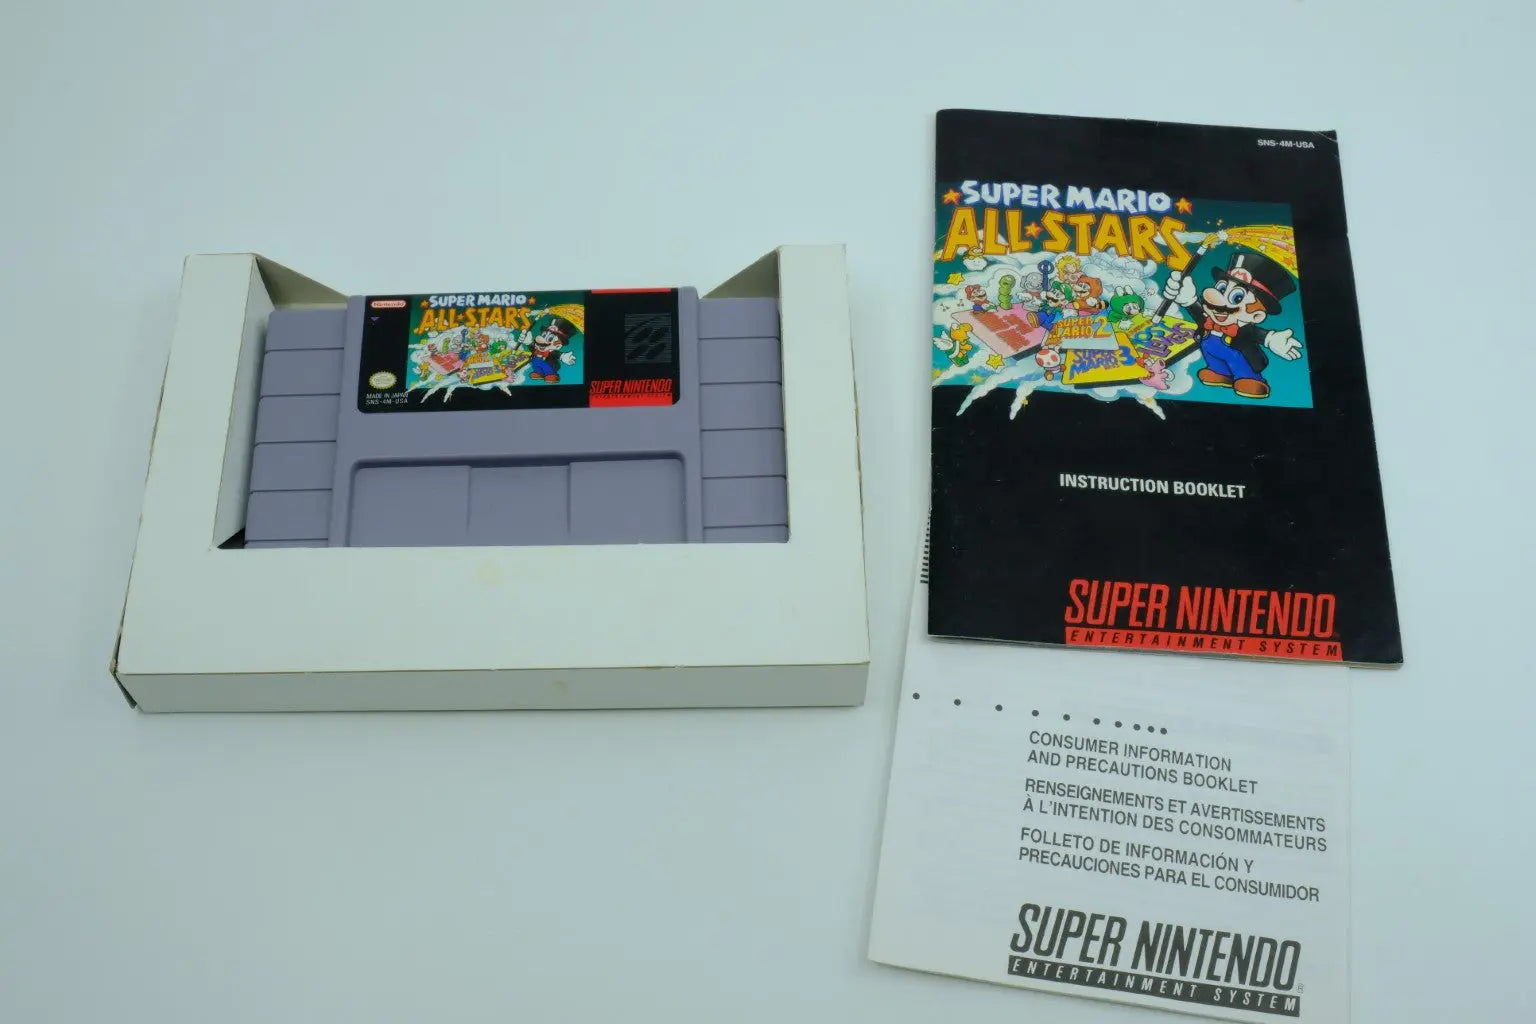 Nintendo
SUPER MARIO
ALL★STARS
MADE IN JAPAN
SNS-4M-USA
SUPER NINTENDO
ENTERTAINMENT SYSTEM
SNS-4M-USA
SUPER MARIO
ALL★STARS
SUPER
MARIO 2
SUPER
MARIO 3
INSTRUCTION BOOKLET
SUPER NINTENDO
ENTERTAINMENT SYSTEM
CONSUMER INFORMATION
AND PRECAUTIONS BOOKLET
RENSEIGNEMENTS ET AVERTISSEMENTS
À L'INTENTION DES CONSOMMATEURS
FOLLETO DE INFORMACIÓN Y
PRECAUCIONES PARA EL CONSUMIDOR
SUPER NINTENDO
ENTERTAINMENT SYSTEM